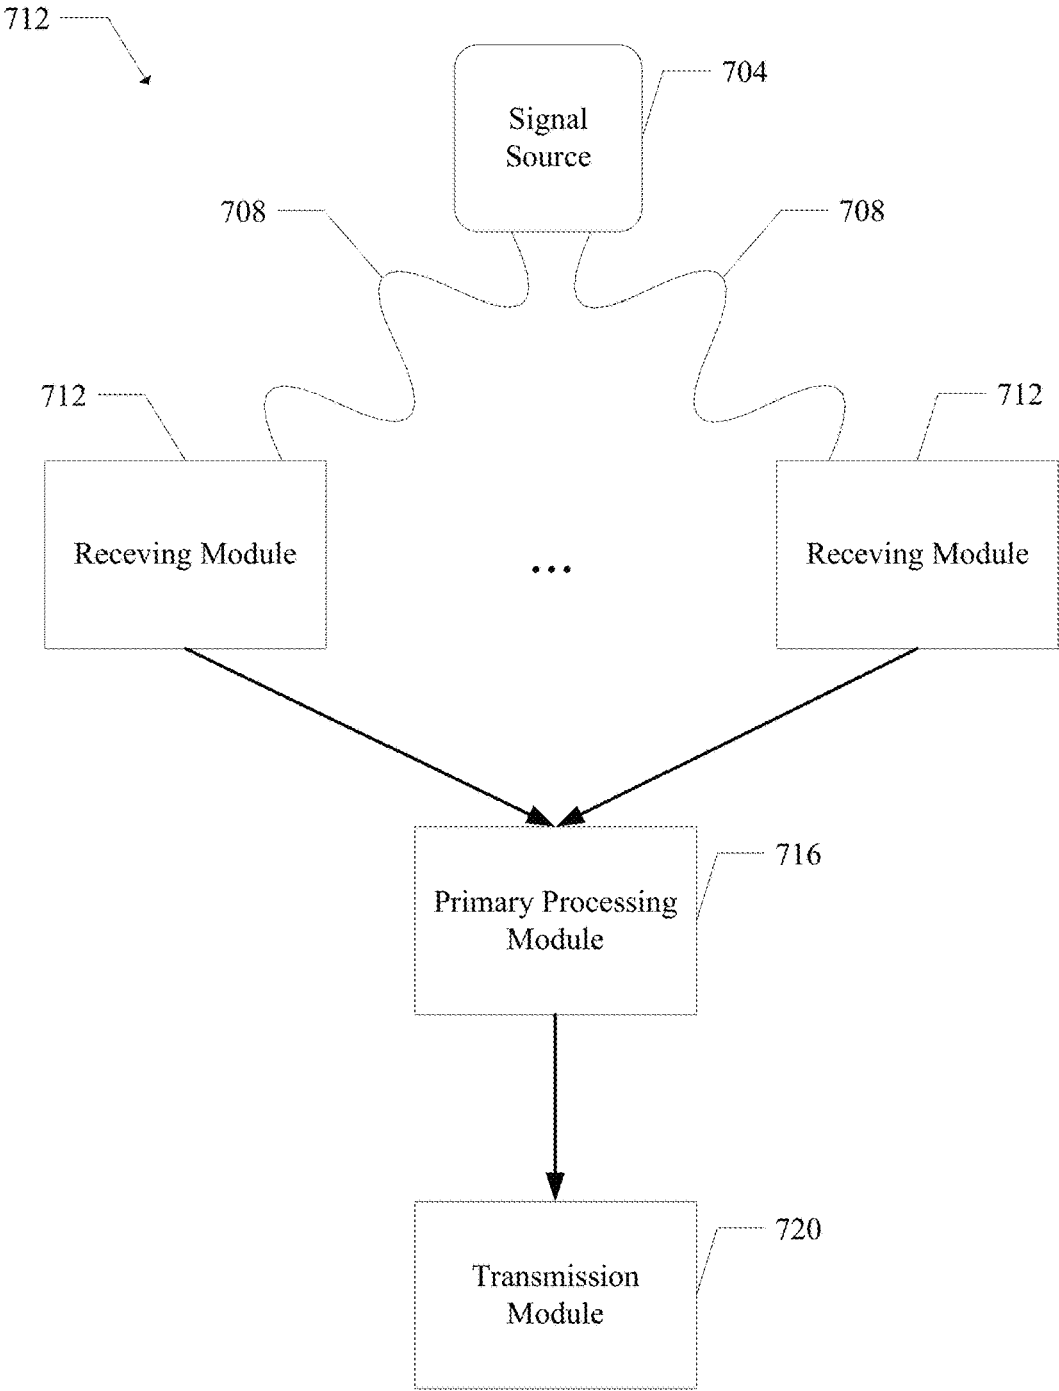 712
704
Signal
Source
708
708
712
712
Receving Module
...
Receving Module
716
Primary Processing
Module
720
Transmission
Module